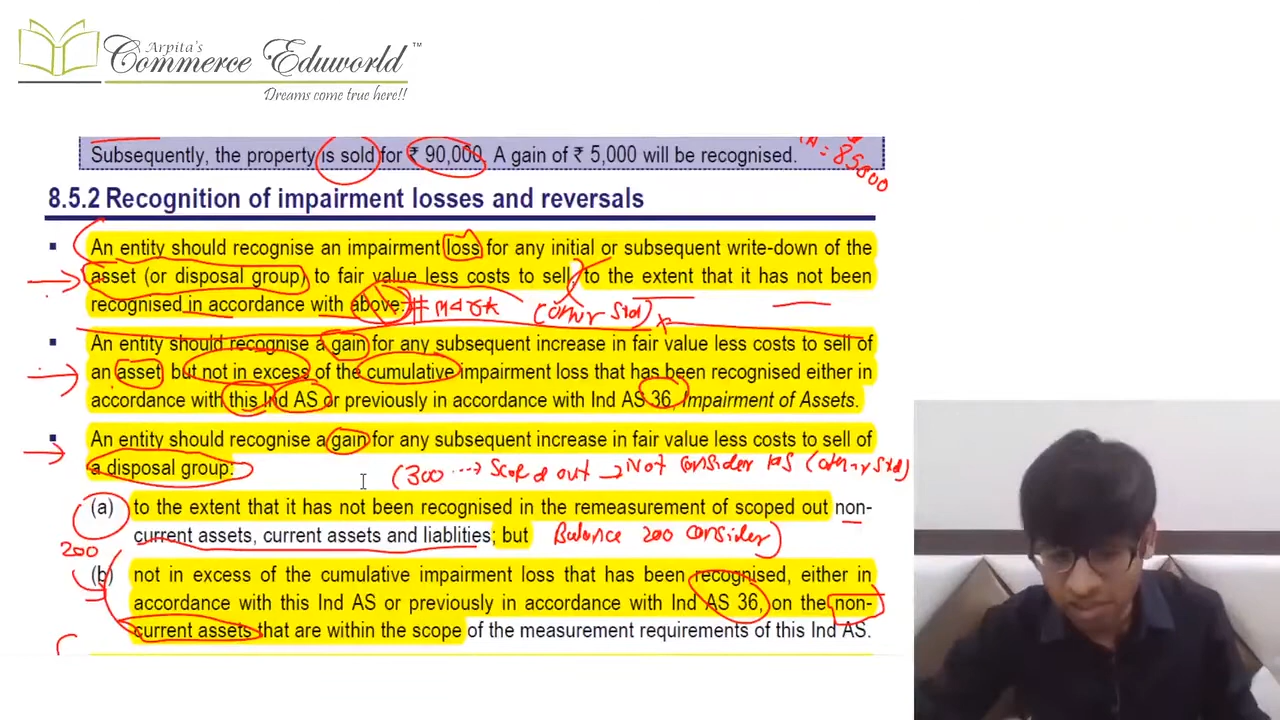 Arpita's
Commerce Eduworld™
Dreams come true here!!
Subsequently, the property is sold for ₹ 90,000. A gain of ₹ 5,000 will be recognised.
: 85000
8.5.2 Recognition of impairment losses and reversals
▪ An entity should recognise an impairment loss for any initial or subsequent write-down of the
asset (or disposal group) to fair value less costs to sell, to the extent that it has not been
recognised in accordance with above.
(other std)
▪ An entity should recognise a gain for any subsequent increase in fair value less costs to sell of
an asset but not in excess of the cumulative impairment loss that has been recognised either in
accordance with this Ind AS or previously in accordance with Ind AS 36, Impairment of Assets.
▪ An entity should recognise a gain for any subsequent increase in fair value less costs to sell of
a disposal group:
(300 → Scoped out → Not consider (other std)
(a) to the extent that it has not been recognised in the remeasurement of scoped out non-
current assets, current assets and liablities; but
Balance 200 consider)
200
(b) not in excess of the cumulative impairment loss that has been recognised, either in
accordance with this Ind AS or previously in accordance with Ind AS 36, on the non-
current assets that are within the scope of the measurement requirements of this Ind AS.